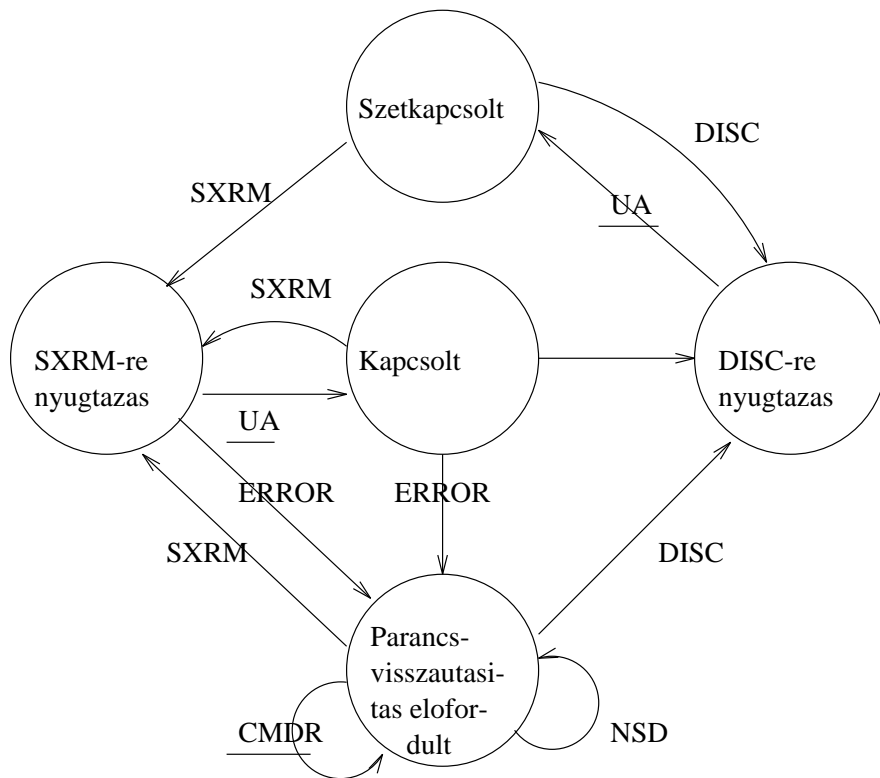 Szetkapcsolt
DISC
SXRM
UA
SXRM
SXRM-re
nyugtazas
Kapcsolt
DISC-re
nyugtazas
UA
ERROR
ERROR
SXRM
DISC
Parancs-
visszautasi-
tas elofor-
dult
CMDR
NSD